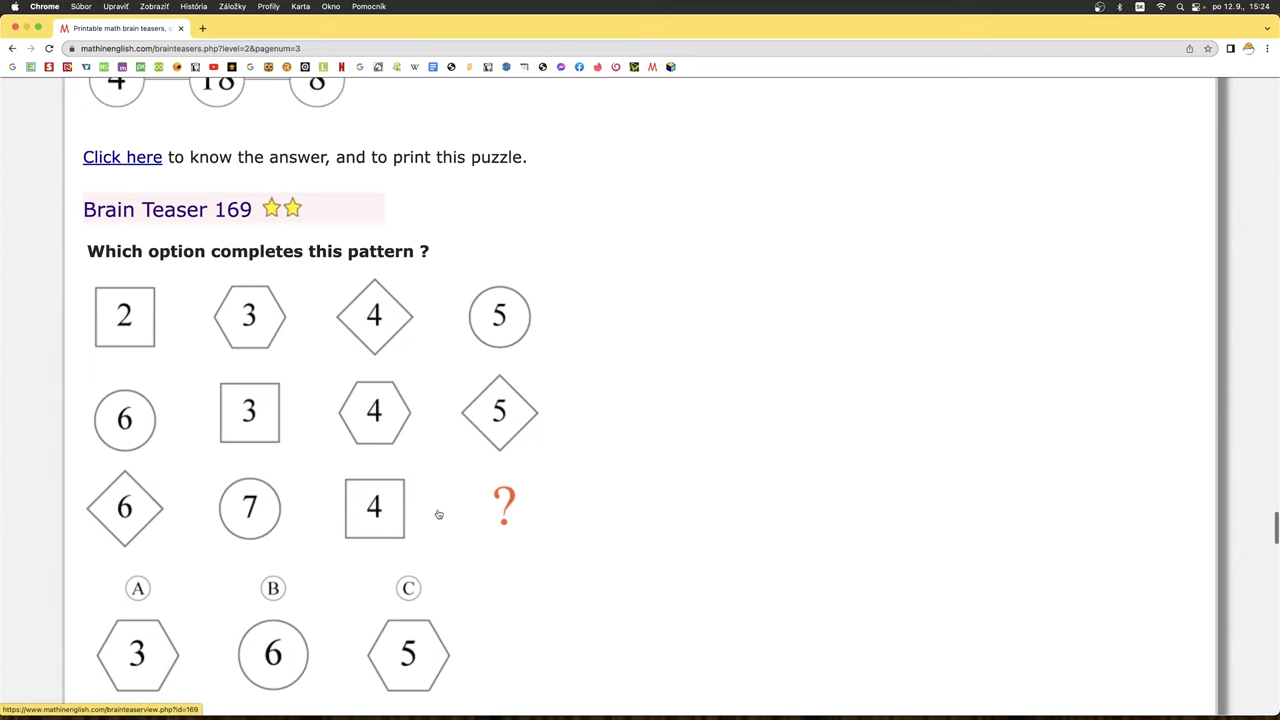 Chrome Súbor Upraviť Zobraziť História Záložky Profily Karta Okno Pomocník SK po 12.9., 15:24
Printable math brain teasers, s
mathinenglish.com/brainteasers.php?level=2&pagenum=3
4 18 8
Click here to know the answer, and to print this puzzle.
Brain Teaser 169
Which option completes this pattern ?
2 3 4 5
6 3 4 5
6 7 4 ?
A B C
3 6 5
https://www.mathinenglish.com/brainteaserview.php?id=169